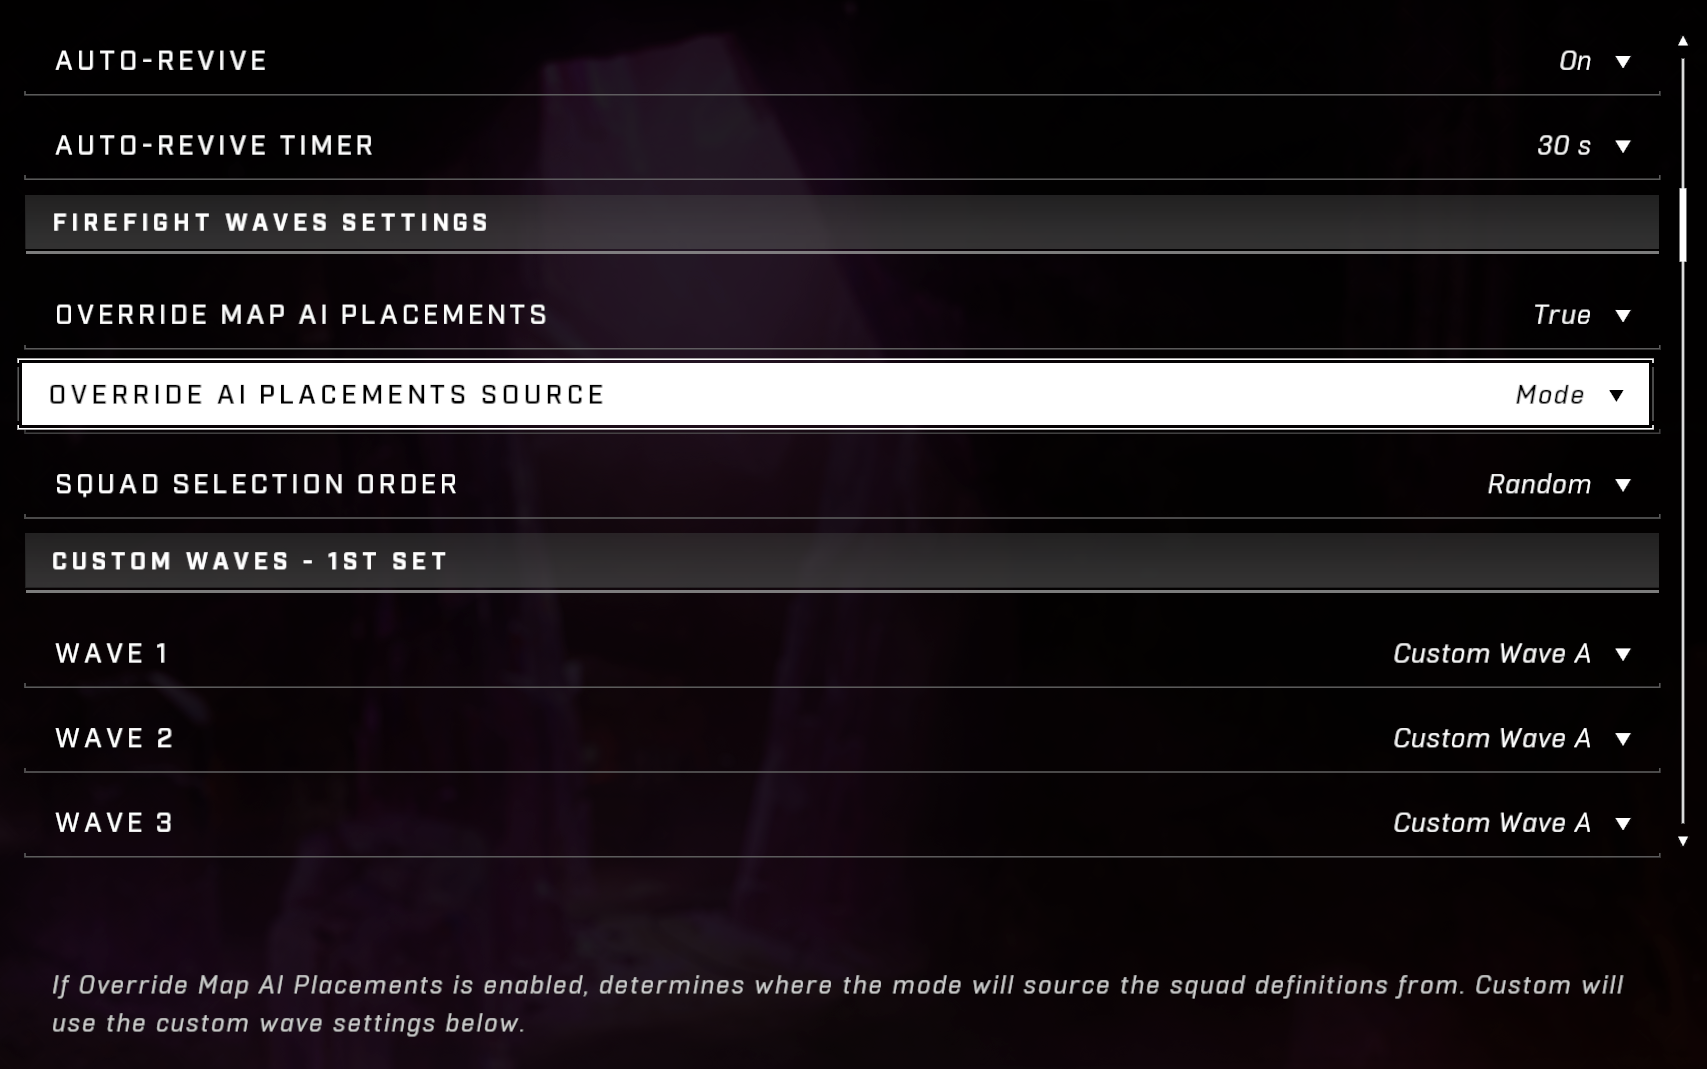 AUTO-REVIVE On
AUTO-REVIVE TIMER 30 s
FIREFIGHT WAVES SETTINGS
OVERRIDE MAP AI PLACEMENTS True
OVERRIDE AI PLACEMENTS SOURCE Mode
SQUAD SELECTION ORDER Random
CUSTOM WAVES - 1ST SET
WAVE 1 Custom Wave A
WAVE 2 Custom Wave A
WAVE 3 Custom Wave A
If Override Map AI Placements is enabled, determines where the mode will source the squad definitions from. Custom will
use the custom wave settings below.